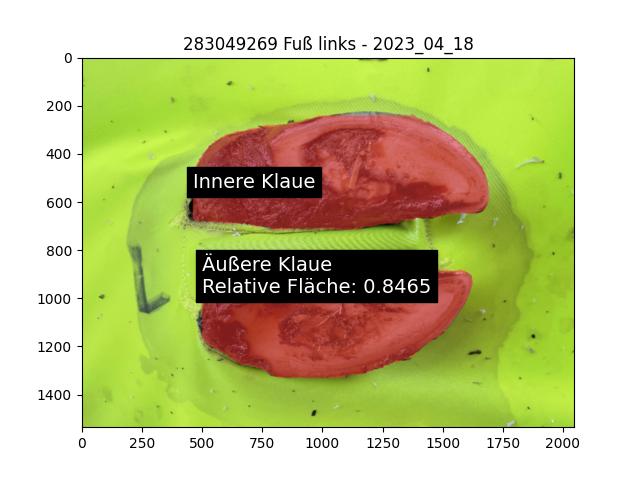 283049269 Fuß links - 2023_04_18
0
200
400
600
800
1000
1200
1400
Innere Klaue
Äußere Klaue
Relative Fläche: 0.8465
L
0 250 500 750 1000 1250 1500 1750 2000